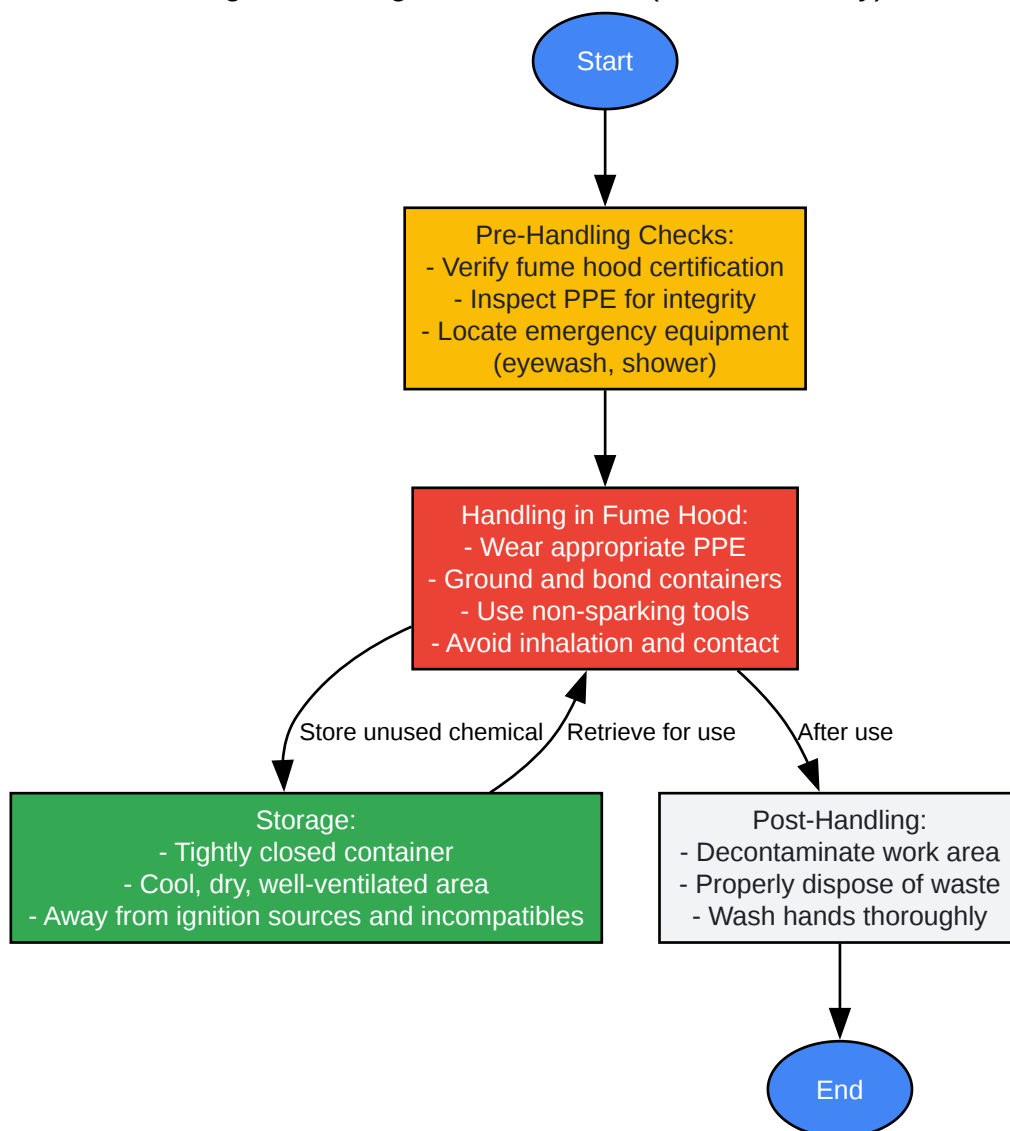 Start
Pre-Handling Checks:
- Verify fume hood certification
- Inspect PPE for integrity
- Locate emergency equipment
(eyewash, shower)
Handling in Fume Hood:
- Wear appropriate PPE
- Ground and bond containers
- Use non-sparking tools
- Avoid inhalation and contact
Store unused chemical
Retrieve for use
After use
Storage:
- Tightly closed container
- Cool, dry, well-ventilated area
- Away from ignition sources and incompatibles
Post-Handling:
- Decontaminate work area
- Properly dispose of waste
- Wash hands thoroughly
End